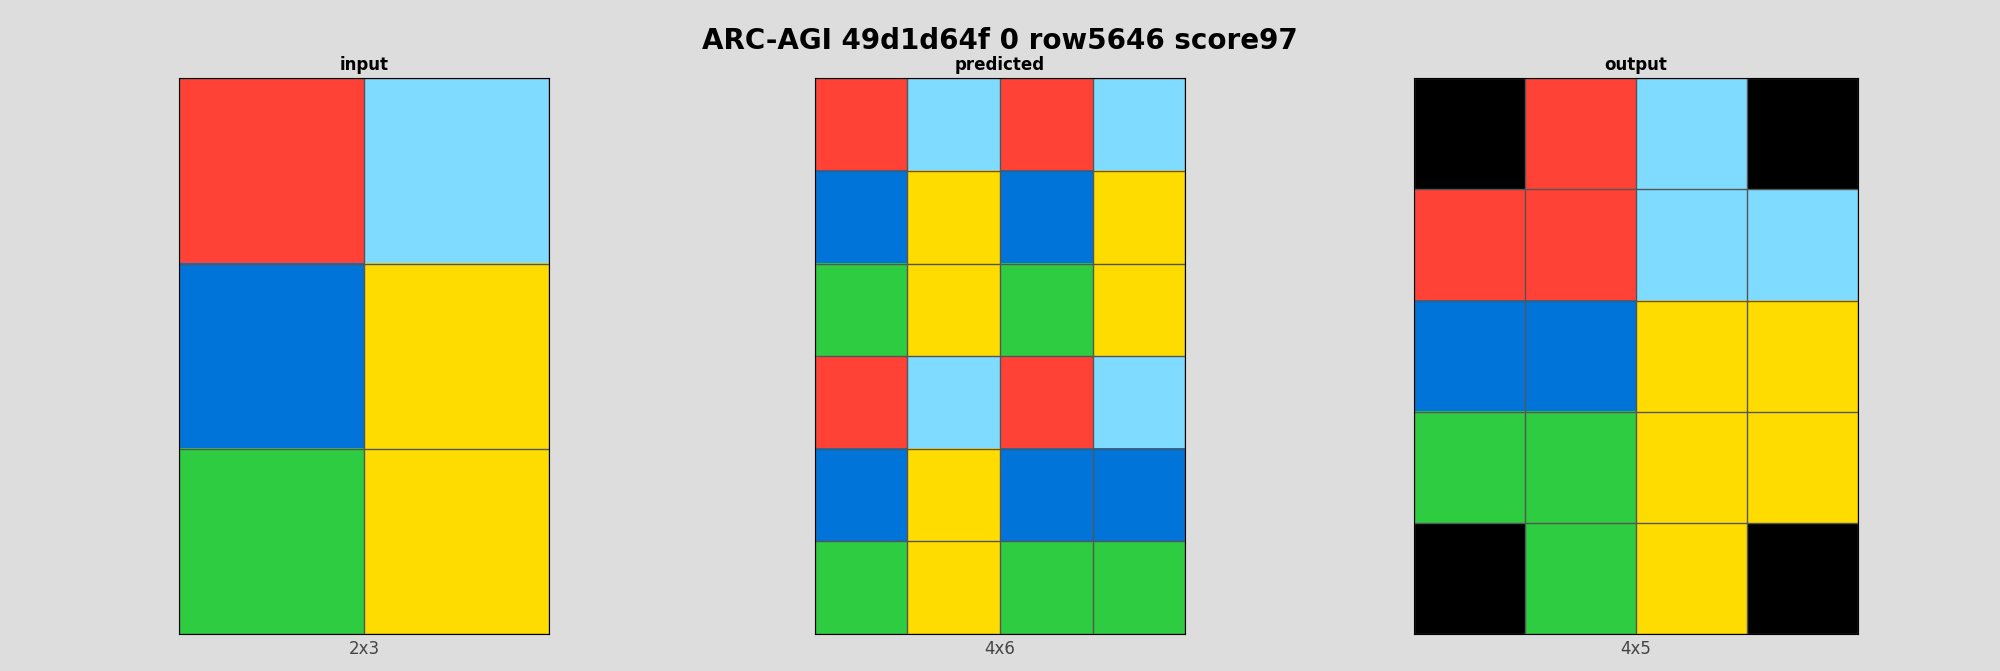 ARC-AGI 49d1d64f 0 row5646 score97
input
predicted
output
2x3
4x6
4x5